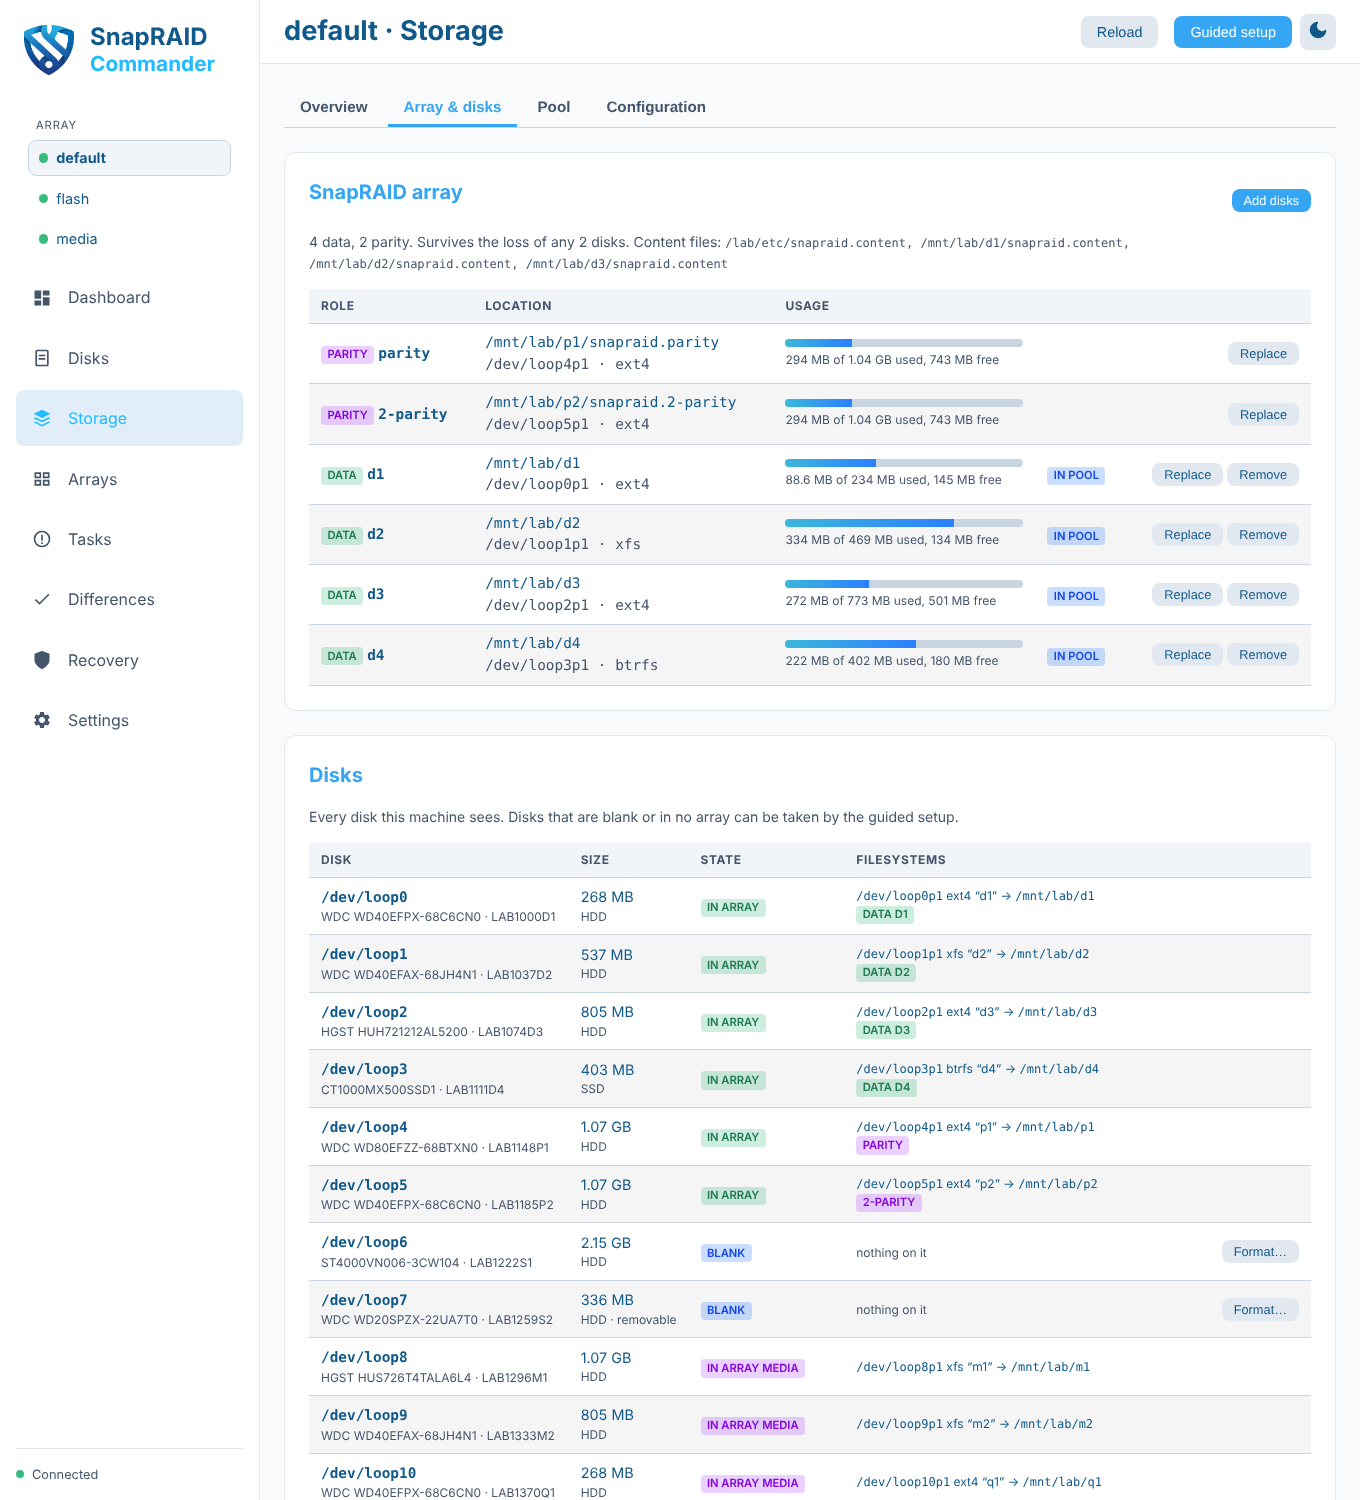 SnapRAID
Commander
ARRAY
default
flash
media
Dashboard
Disks
Storage
Arrays
Tasks
Differences
Recovery
Settings
Connected
default · Storage
Reload
Guided setup
Overview
Array & disks
Pool
Configuration
SnapRAID array
Add disks
4 data, 2 parity. Survives the loss of any 2 disks. Content files: /lab/etc/snapraid.content, /mnt/lab/d1/snapraid.content,
/mnt/lab/d2/snapraid.content, /mnt/lab/d3/snapraid.content
ROLE LOCATION USAGE
PARITY parity
/mnt/lab/p1/snapraid.parity
/dev/loop4p1 · ext4
294 MB of 1.04 GB used, 743 MB free
Replace
PARITY 2-parity
/mnt/lab/p2/snapraid.2-parity
/dev/loop5p1 · ext4
294 MB of 1.04 GB used, 743 MB free
Replace
DATA d1
/mnt/lab/d1
/dev/loop0p1 · ext4
88.6 MB of 234 MB used, 145 MB free
IN POOL
Replace Remove
DATA d2
/mnt/lab/d2
/dev/loop1p1 · xfs
334 MB of 469 MB used, 134 MB free
IN POOL
Replace Remove
DATA d3
/mnt/lab/d3
/dev/loop2p1 · ext4
272 MB of 773 MB used, 501 MB free
IN POOL
Replace Remove
DATA d4
/mnt/lab/d4
/dev/loop3p1 · btrfs
222 MB of 402 MB used, 180 MB free
IN POOL
Replace Remove
Disks
Every disk this machine sees. Disks that are blank or in no array can be taken by the guided setup.
DISK SIZE STATE FILESYSTEMS
/dev/loop0
WDC WD40EFPX-68C6CN0 · LAB1000D1
268 MB
HDD
IN ARRAY
/dev/loop0p1 ext4 “d1” → /mnt/lab/d1
DATA D1
/dev/loop1
WDC WD40EFAX-68JH4N1 · LAB1037D2
537 MB
HDD
IN ARRAY
/dev/loop1p1 xfs “d2” → /mnt/lab/d2
DATA D2
/dev/loop2
HGST HUH721212AL5200 · LAB1074D3
805 MB
HDD
IN ARRAY
/dev/loop2p1 ext4 “d3” → /mnt/lab/d3
DATA D3
/dev/loop3
CT1000MX500SSD1 · LAB1111D4
403 MB
SSD
IN ARRAY
/dev/loop3p1 btrfs “d4” → /mnt/lab/d4
DATA D4
/dev/loop4
WDC WD80EFZZ-68BTXN0 · LAB1148P1
1.07 GB
HDD
IN ARRAY
/dev/loop4p1 ext4 “p1” → /mnt/lab/p1
PARITY
/dev/loop5
WDC WD40EFPX-68C6CN0 · LAB1185P2
1.07 GB
HDD
IN ARRAY
/dev/loop5p1 ext4 “p2” → /mnt/lab/p2
2-PARITY
/dev/loop6
ST4000VN006-3CW104 · LAB1222S1
2.15 GB
HDD
BLANK
nothing on it
Format…
/dev/loop7
WDC WD20SPZX-22UA7T0 · LAB1259S2
336 MB
HDD · removable
BLANK
nothing on it
Format…
/dev/loop8
HGST HUS726T4TALA6L4 · LAB1296M1
1.07 GB
HDD
IN ARRAY MEDIA
/dev/loop8p1 xfs “m1” → /mnt/lab/m1
/dev/loop9
WDC WD40EFAX-68JH4N1 · LAB1333M2
805 MB
HDD
IN ARRAY MEDIA
/dev/loop9p1 xfs “m2” → /mnt/lab/m2
/dev/loop10
WDC WD40EFPX-68C6CN0 · LAB1370Q1
268 MB
HDD
IN ARRAY MEDIA
/dev/loop10p1 ext4 “q1” → /mnt/lab/q1